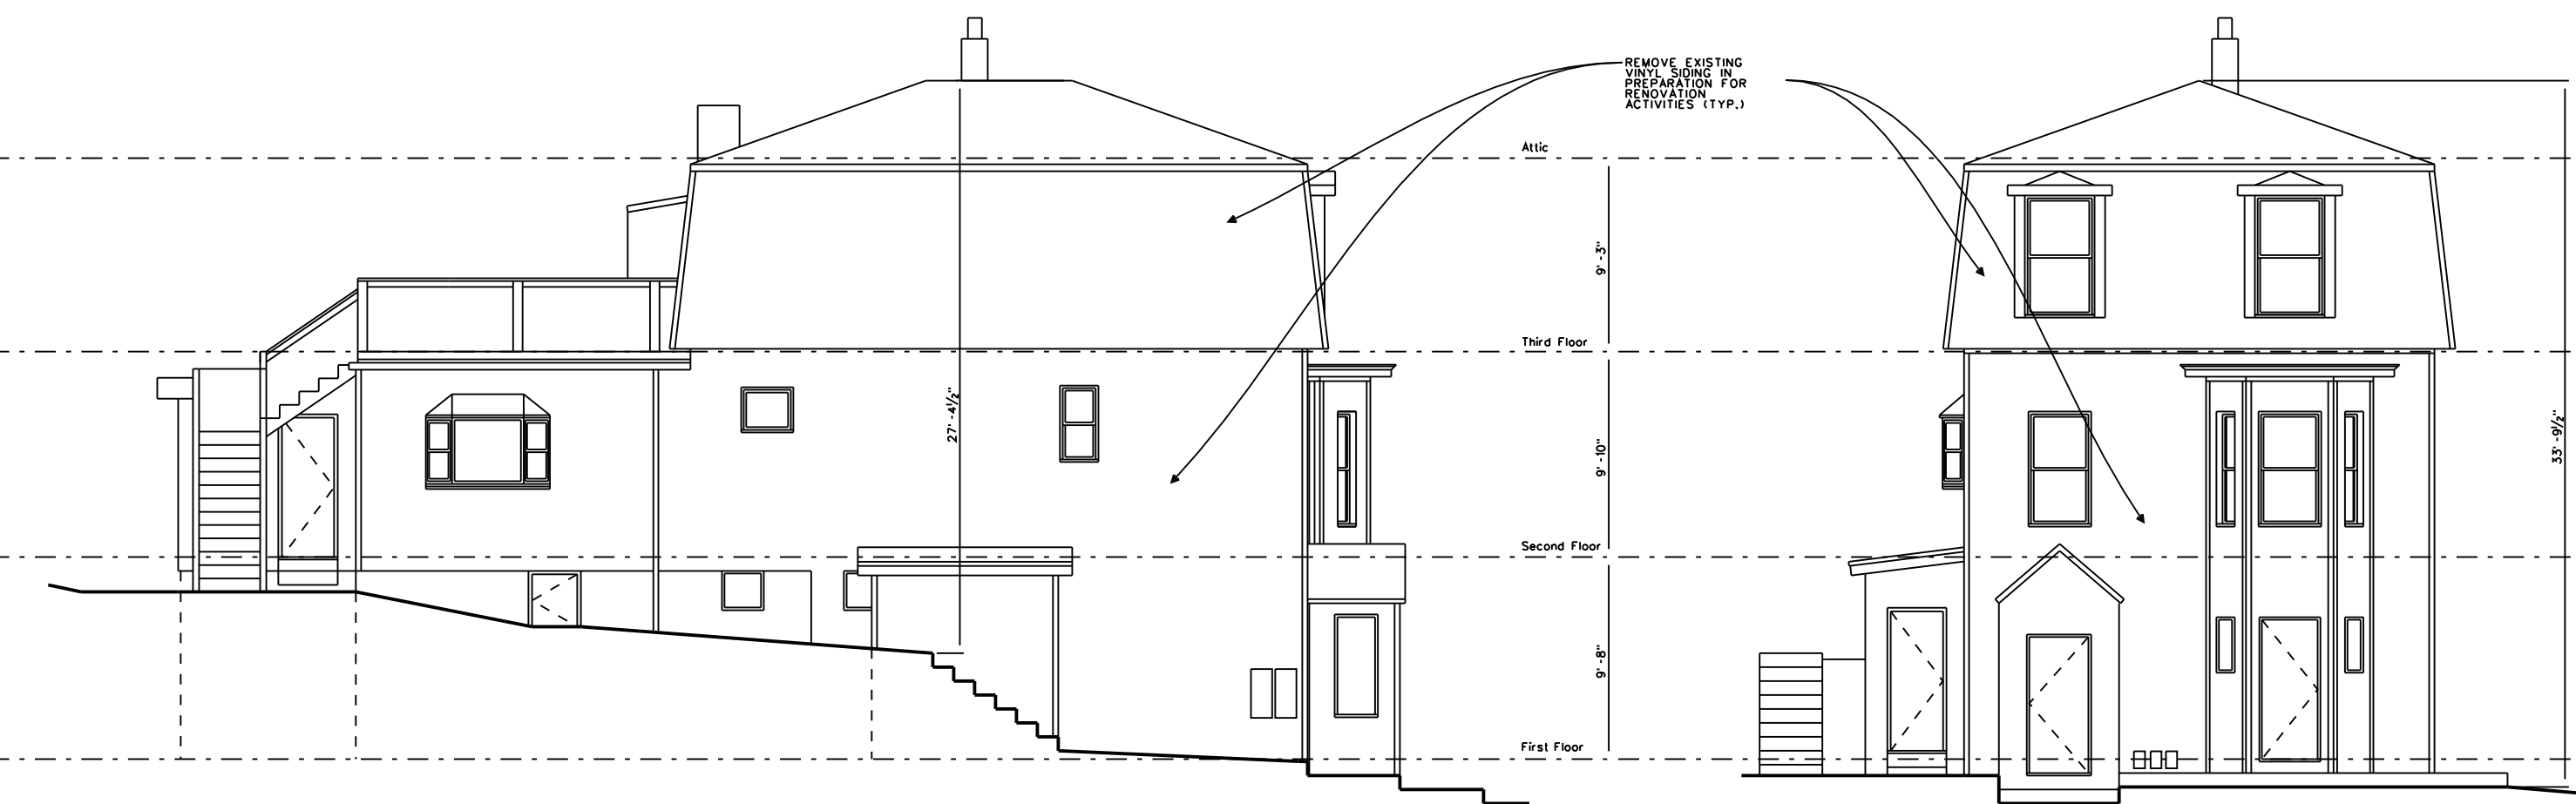 REMOVE EXISTING
VINYL SIDING IN
PREPARATION FOR
RENOVATION
ACTIVITIES (TYP.)
Attic
9'-3"
Third Floor
27'-4½"
9'-10"
33'-9½"
Second Floor
9'-8"
First Floor